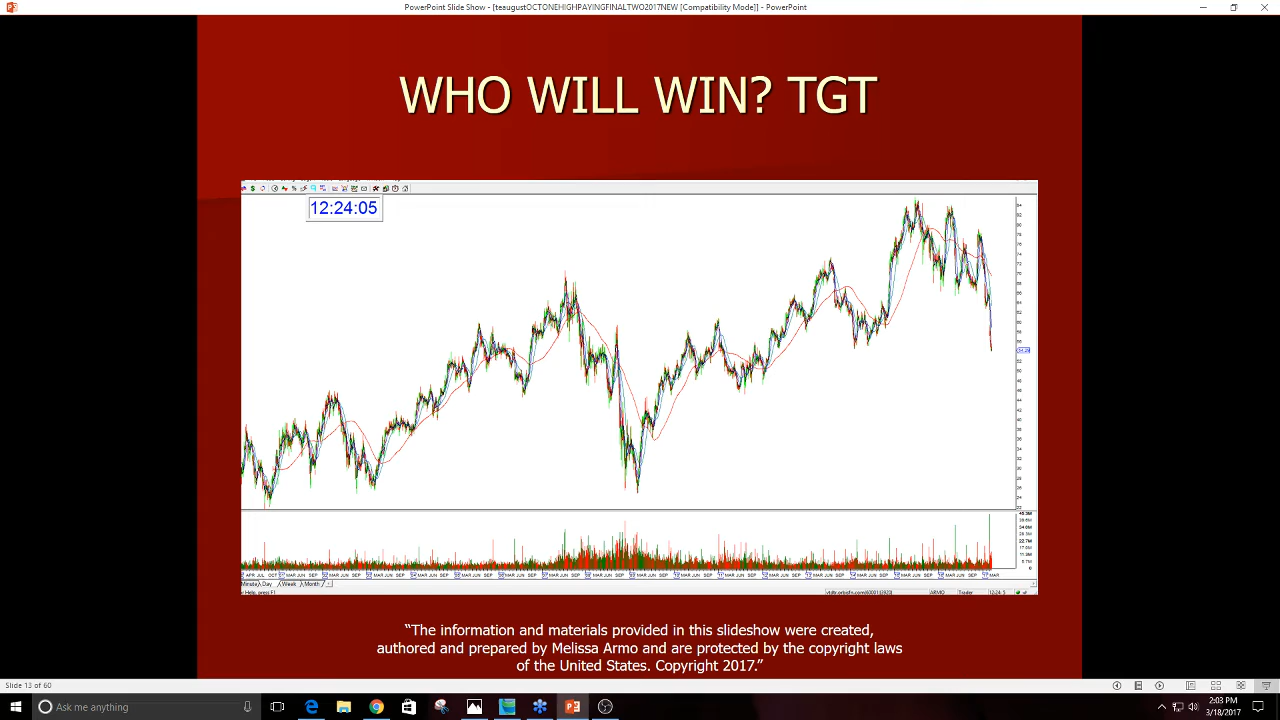 PowerPoint Slide Show - [teaugustOCTONEHIGHPAYINGFINALTWO2017NEW [Compatibility Mode]] - PowerPoint
WHO WILL WIN? TGT
12:24:05
“The information and materials provided in this slideshow were created,
authored and prepared by Melissa Armo and are protected by the copyright laws
of the United States. Copyright 2017.”
Slide 13 of 60
Ask me anything
2:03 PM
3/18/2017